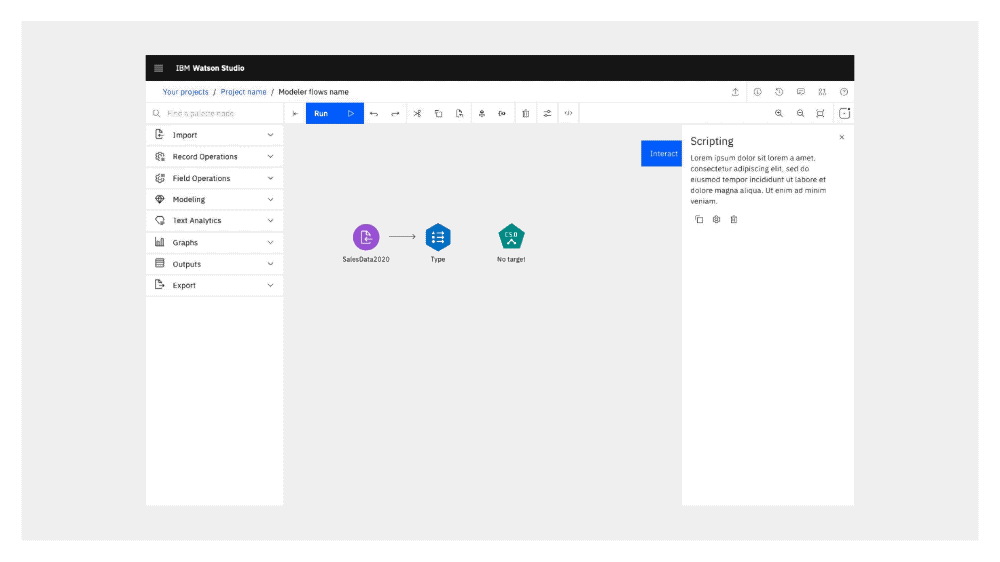 IBM Watson Studio
Your projects / Project name / Modeler flows name
Find a palette node
Run
Import
Record Operations
Field Operations
Modeling
Text Analytics
Graphs
Outputs
Export
SalesData2020
Type
C5.0
No target
Interact
Scripting
Lorem ipsum dolor sit lorem a amet,
consectetur adipiscing elit, sed do
eiusmod tempor incididunt ut labore et
dolore magna aliqua. Ut enim ad minim
veniam.